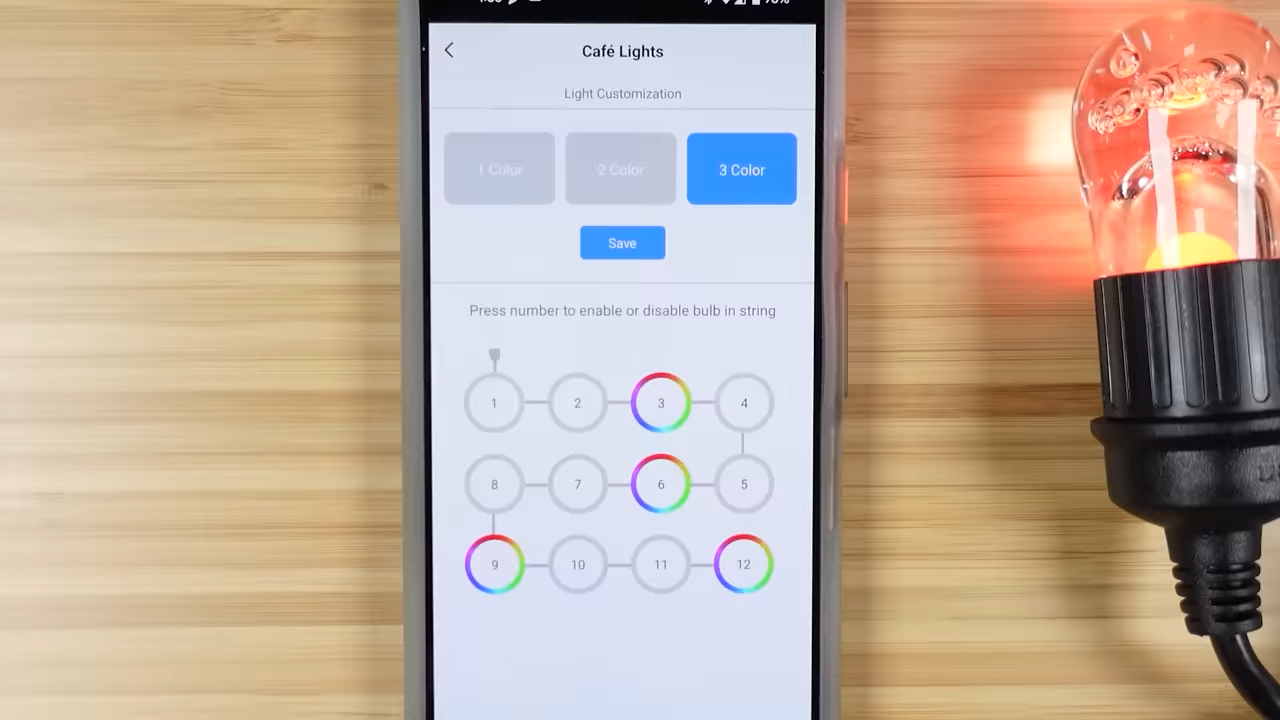 Café Lights
Light Customization
1 Color 2 Color 3 Color
Save
Press number to enable or disable bulb in string
1 2 3 4
8 7 6 5
9 10 11 12